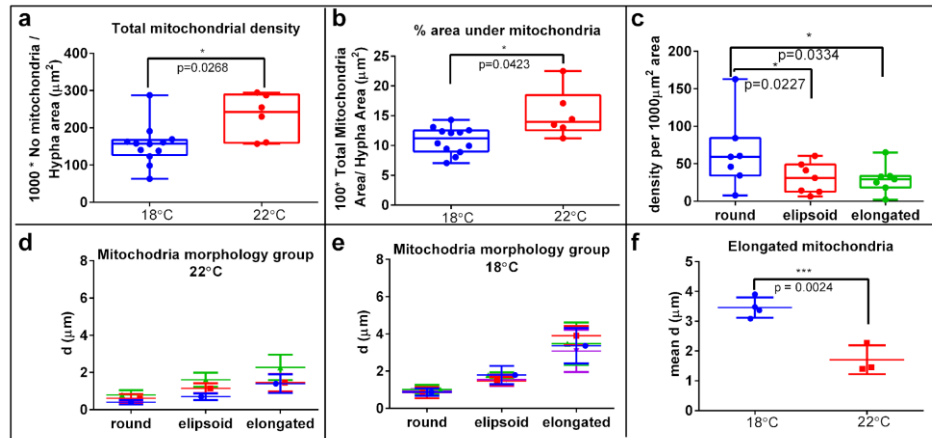 a
Total mitochondrial density
1000 * No mitochondria /
Hypha area (μm²)
400
300
200
100
0
*
p=0.0268
18°C
22°C
b
% area under mitochondria
100* Total Mitochondria
Area/ Hypha Area (μm²)
25
20
15
10
5
0
*
p=0.0423
18°C
22°C
c
density per 1000μm² area
200
150
100
50
0
*
p=0.0334
*
p=0.0227
round
elipsoid
elongated
d
Mitochodria morphology group
22°C
d (μm)
8
6
4
2
0
round
elipsoid
elongated
e
Mitochodria morphology group
18°C
d (μm)
8
6
4
2
0
round
elipsoid
elongated
f
Elongated mitochondria
mean d (μm)
5
4
3
2
1
0
***
p = 0.0024
18°C
22°C